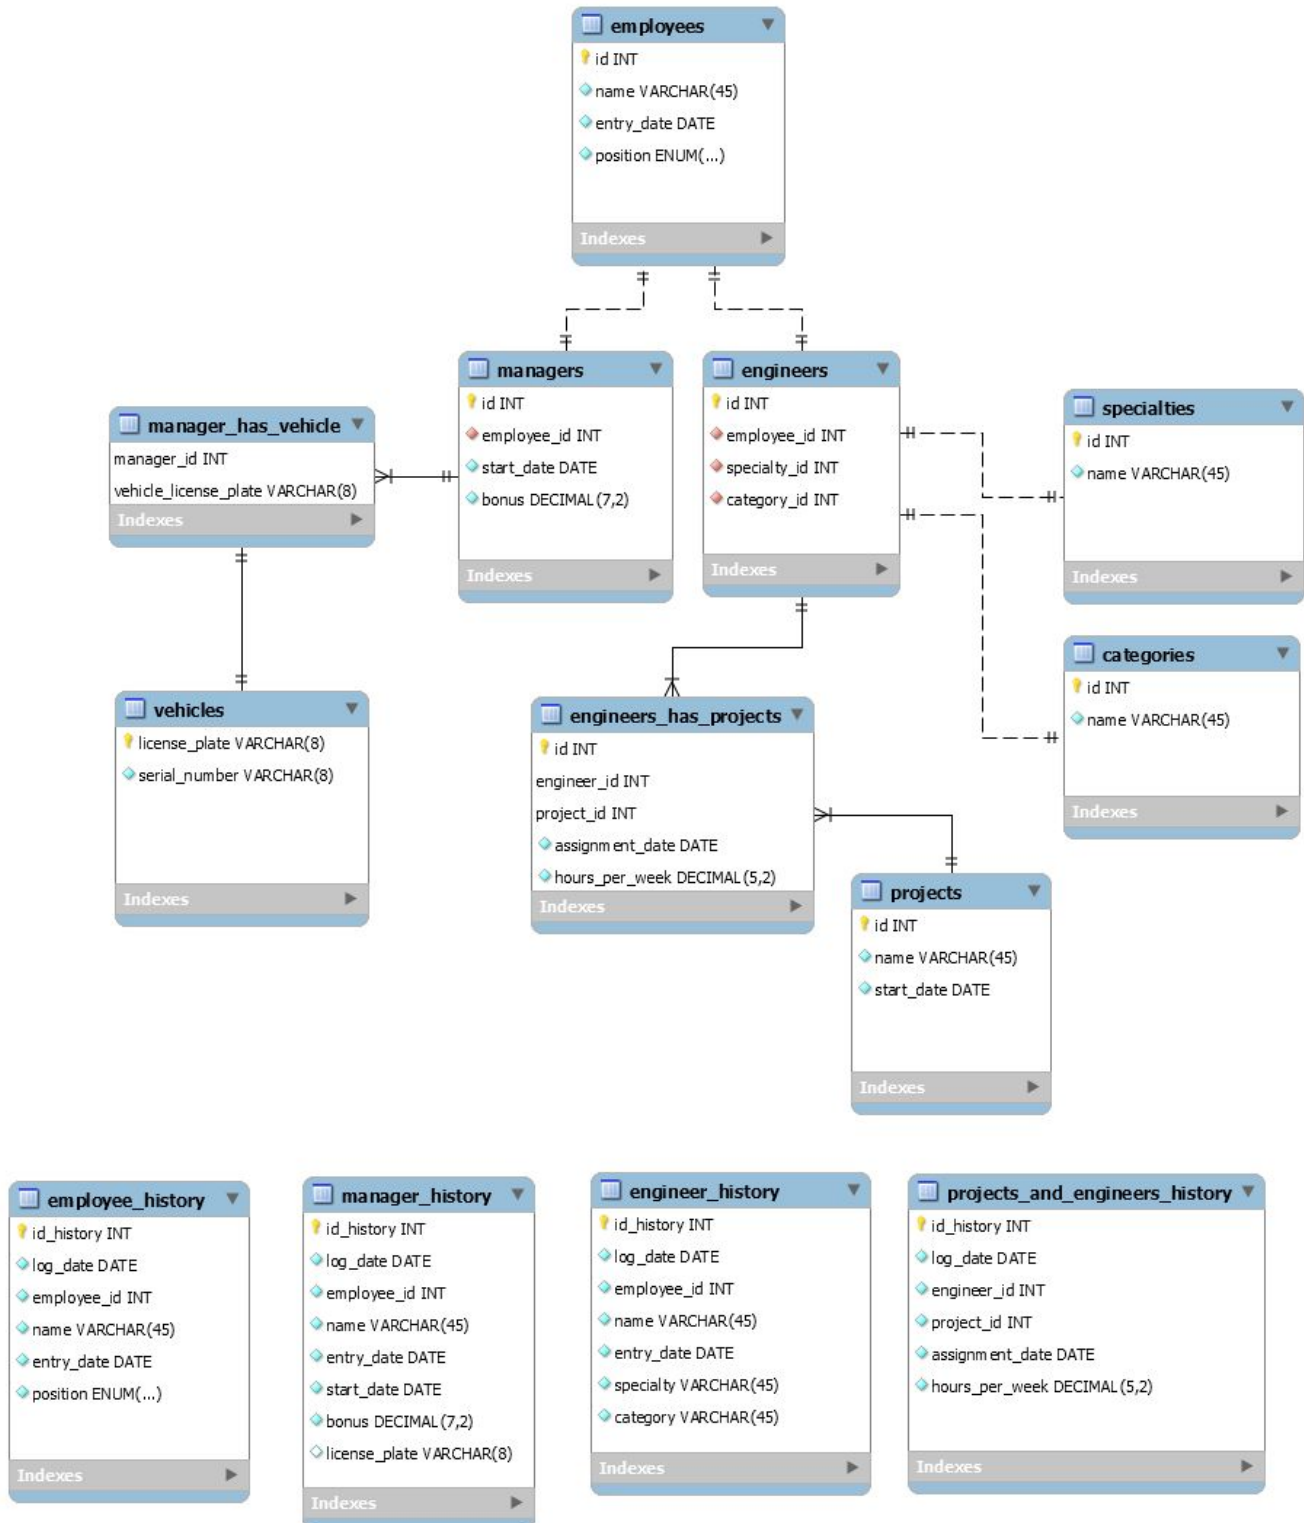 employees
id INT
name VARCHAR(45)
entry_date DATE
position ENUM(...)
Indexes
managers
id INT
employee_id INT
start_date DATE
bonus DECIMAL(7,2)
Indexes
engineers
id INT
employee_id INT
specialty_id INT
category_id INT
Indexes
specialties
id INT
name VARCHAR(45)
Indexes
manager_has_vehicle
manager_id INT
vehicle_license_plate VARCHAR(8)
Indexes
categories
id INT
name VARCHAR(45)
Indexes
vehicles
license_plate VARCHAR(8)
serial_number VARCHAR(8)
Indexes
engineers_has_projects
id INT
engineer_id INT
project_id INT
assignment_date DATE
hours_per_week DECIMAL(5,2)
Indexes
projects
id INT
name VARCHAR(45)
start_date DATE
Indexes
employee_history
id_history INT
log_date DATE
employee_id INT
name VARCHAR(45)
entry_date DATE
position ENUM(...)
Indexes
manager_history
id_history INT
log_date DATE
employee_id INT
name VARCHAR(45)
entry_date DATE
start_date DATE
bonus DECIMAL(7,2)
license_plate VARCHAR(8)
Indexes
engineer_history
id_history INT
log_date DATE
employee_id INT
name VARCHAR(45)
entry_date DATE
specialty VARCHAR(45)
category VARCHAR(45)
Indexes
projects_and_engineers_history
id_history INT
log_date DATE
engineer_id INT
project_id INT
assignment_date DATE
hours_per_week DECIMAL(5,2)
Indexes